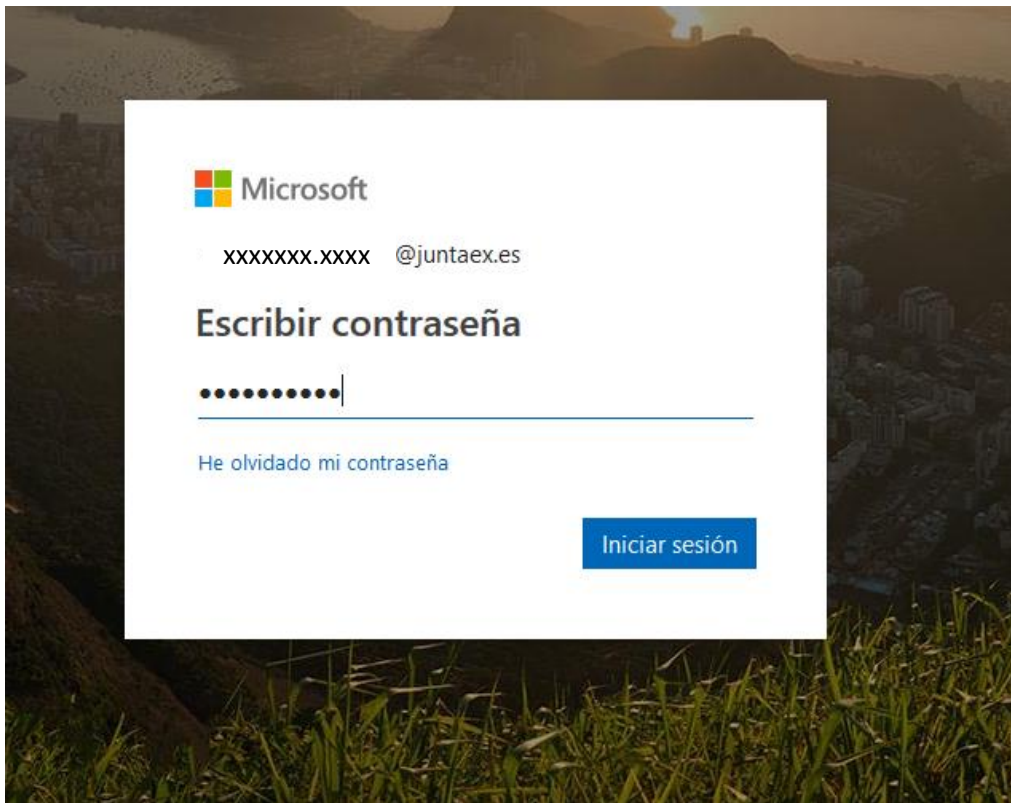 Microsoft
xxxxxxx.xxxx @juntaex.es
Escribir contraseña
••••••••••
He olvidado mi contraseña
Iniciar sesión